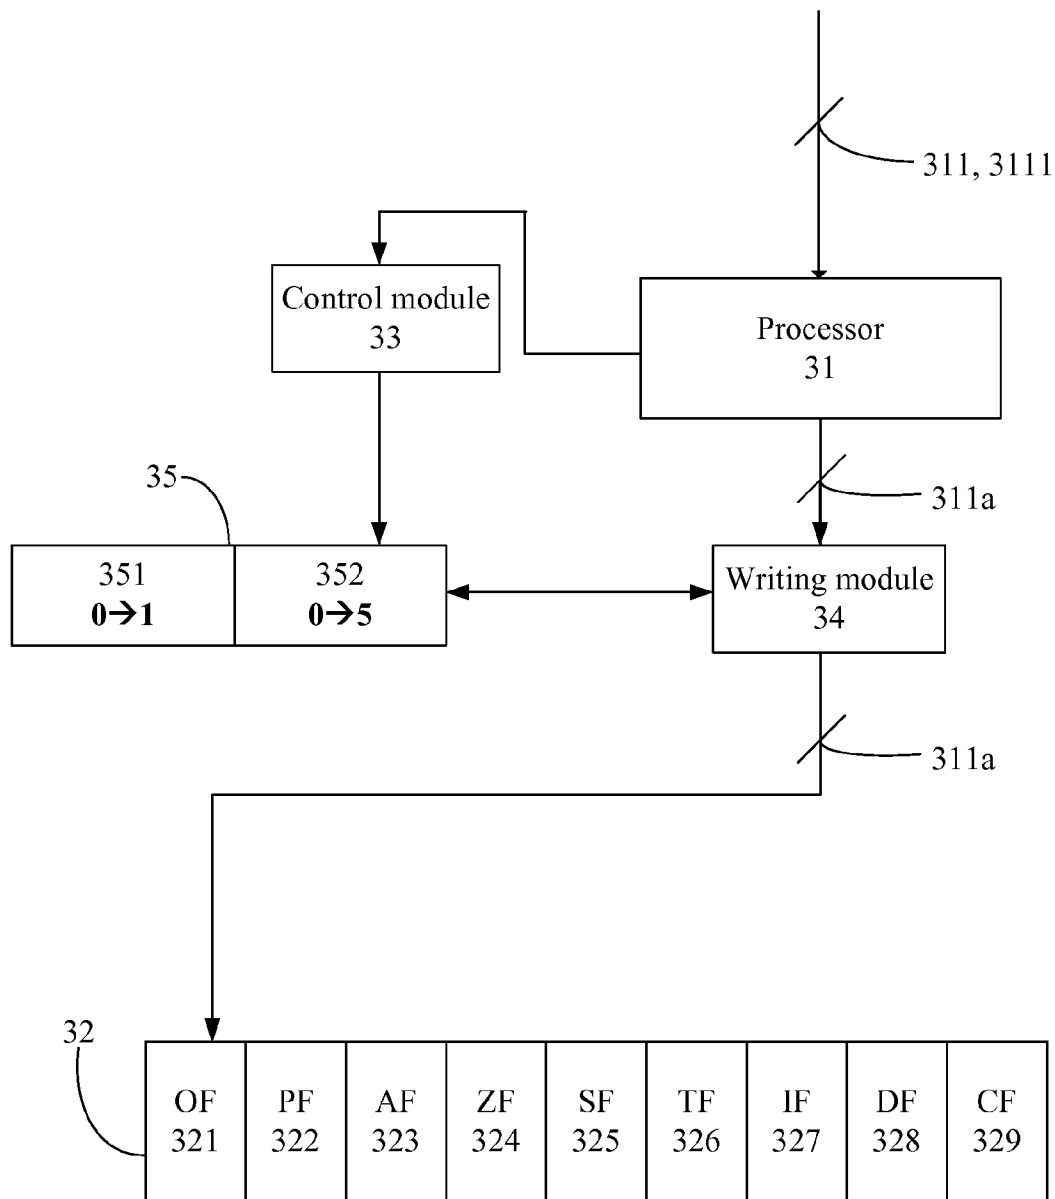 311, 3111
Control module
33
Processor
31
35
311a
351
0→1
352
0→5
Writing module
34
311a
32
OF
321
PF
322
AF
323
ZF
324
SF
325
TF
326
IF
327
DF
328
CF
329